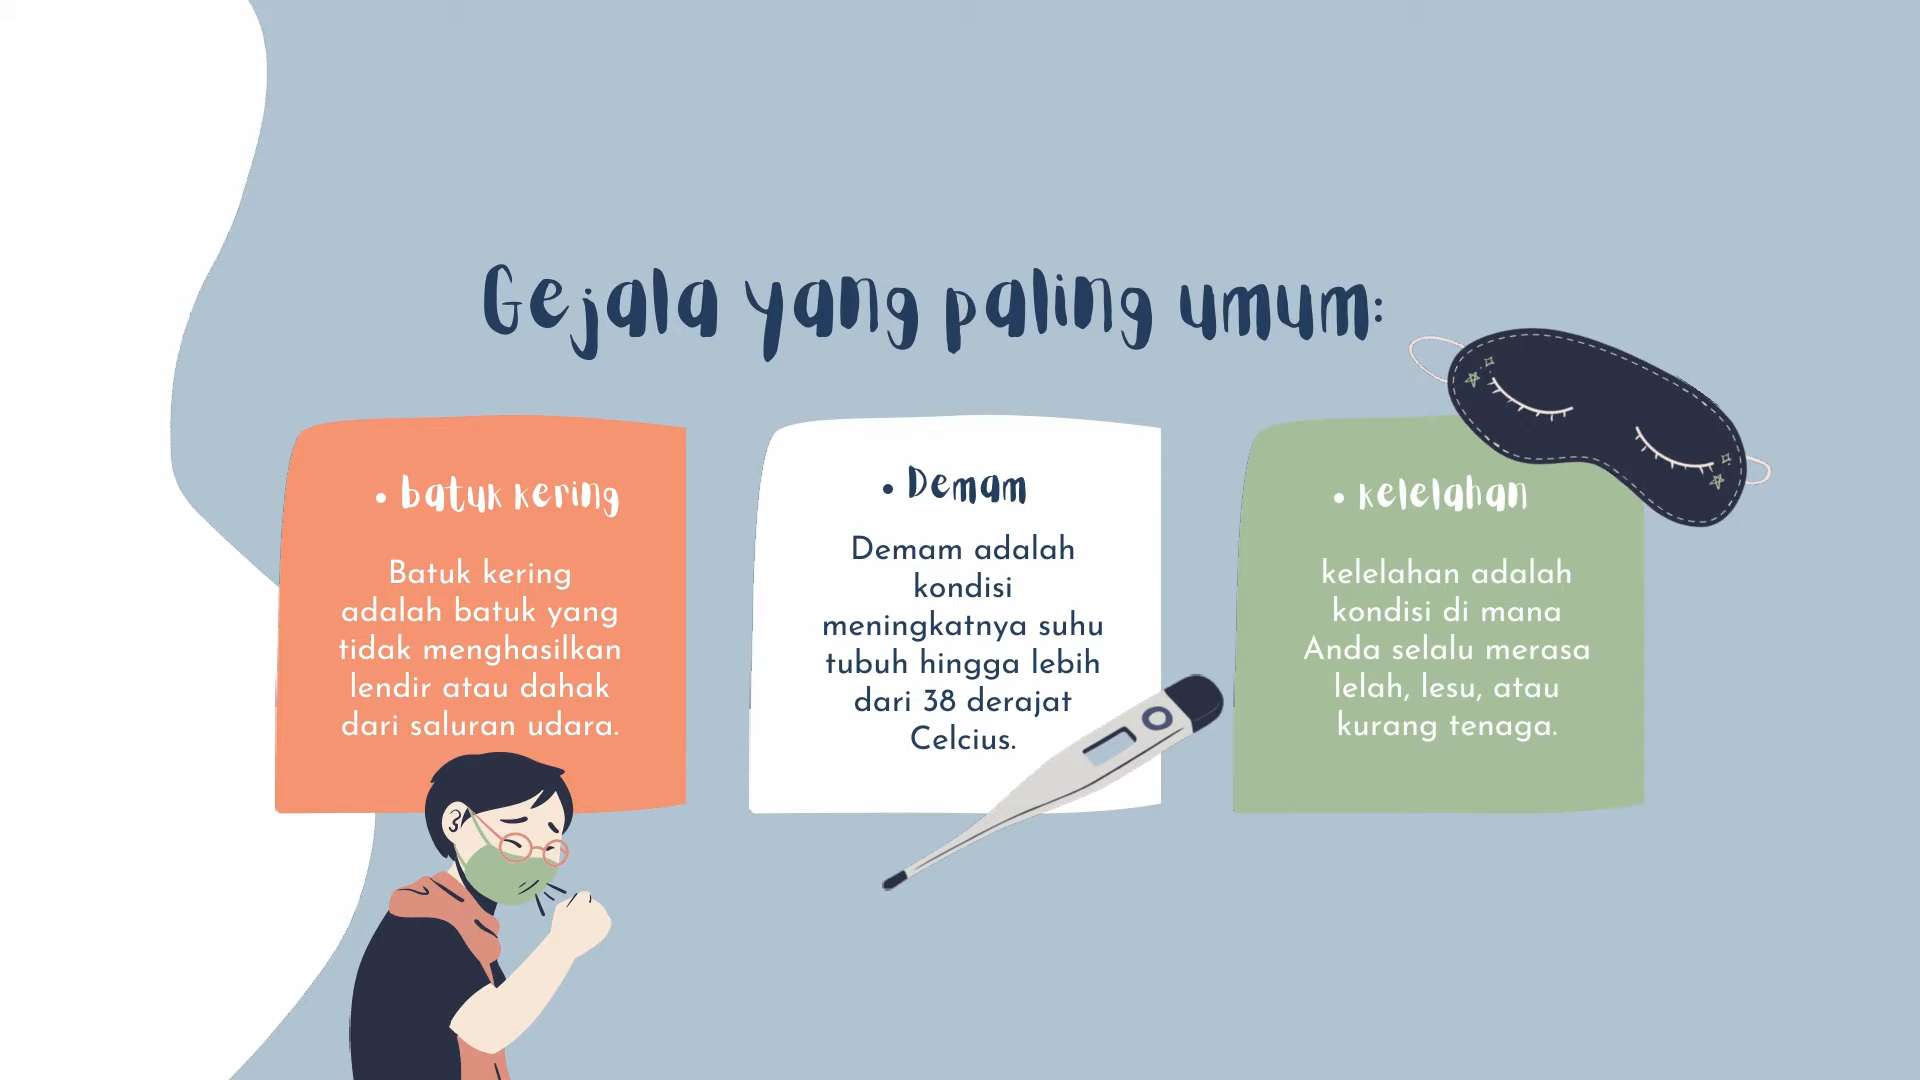 Gejala yang paling umum:
• batuk kering
Batuk kering
adalah batuk yang
tidak menghasilkan
lendir atau dahak
dari saluran udara.
• Demam
Demam adalah
kondisi
meningkatnya suhu
tubuh hingga lebih
dari 38 derajat
Celcius.
• kelelahan
kelelahan adalah
kondisi di mana
Anda selalu merasa
lelah, lesu, atau
kurang tenaga.